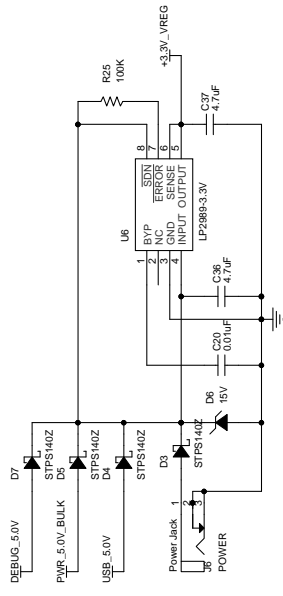 DEBUG_5.0V
D7
STPS140Z
PWR_5.0V_BULK
D5
STPS140Z
USB_5.0V
D4
STPS140Z
Power Jack
1
2
3
J6
POWER
D3
STPS140Z
D6
15V
C20
0.01uF
C36
4.7uF
U6
1
2
3
4
BYP
NC
GND
INPUT
SDN
ERROR
SENSE
OUTPUT
8
7
6
5
LP2989-3.3V
R25
100K
+3.3V_VREG
C37
4.7uF